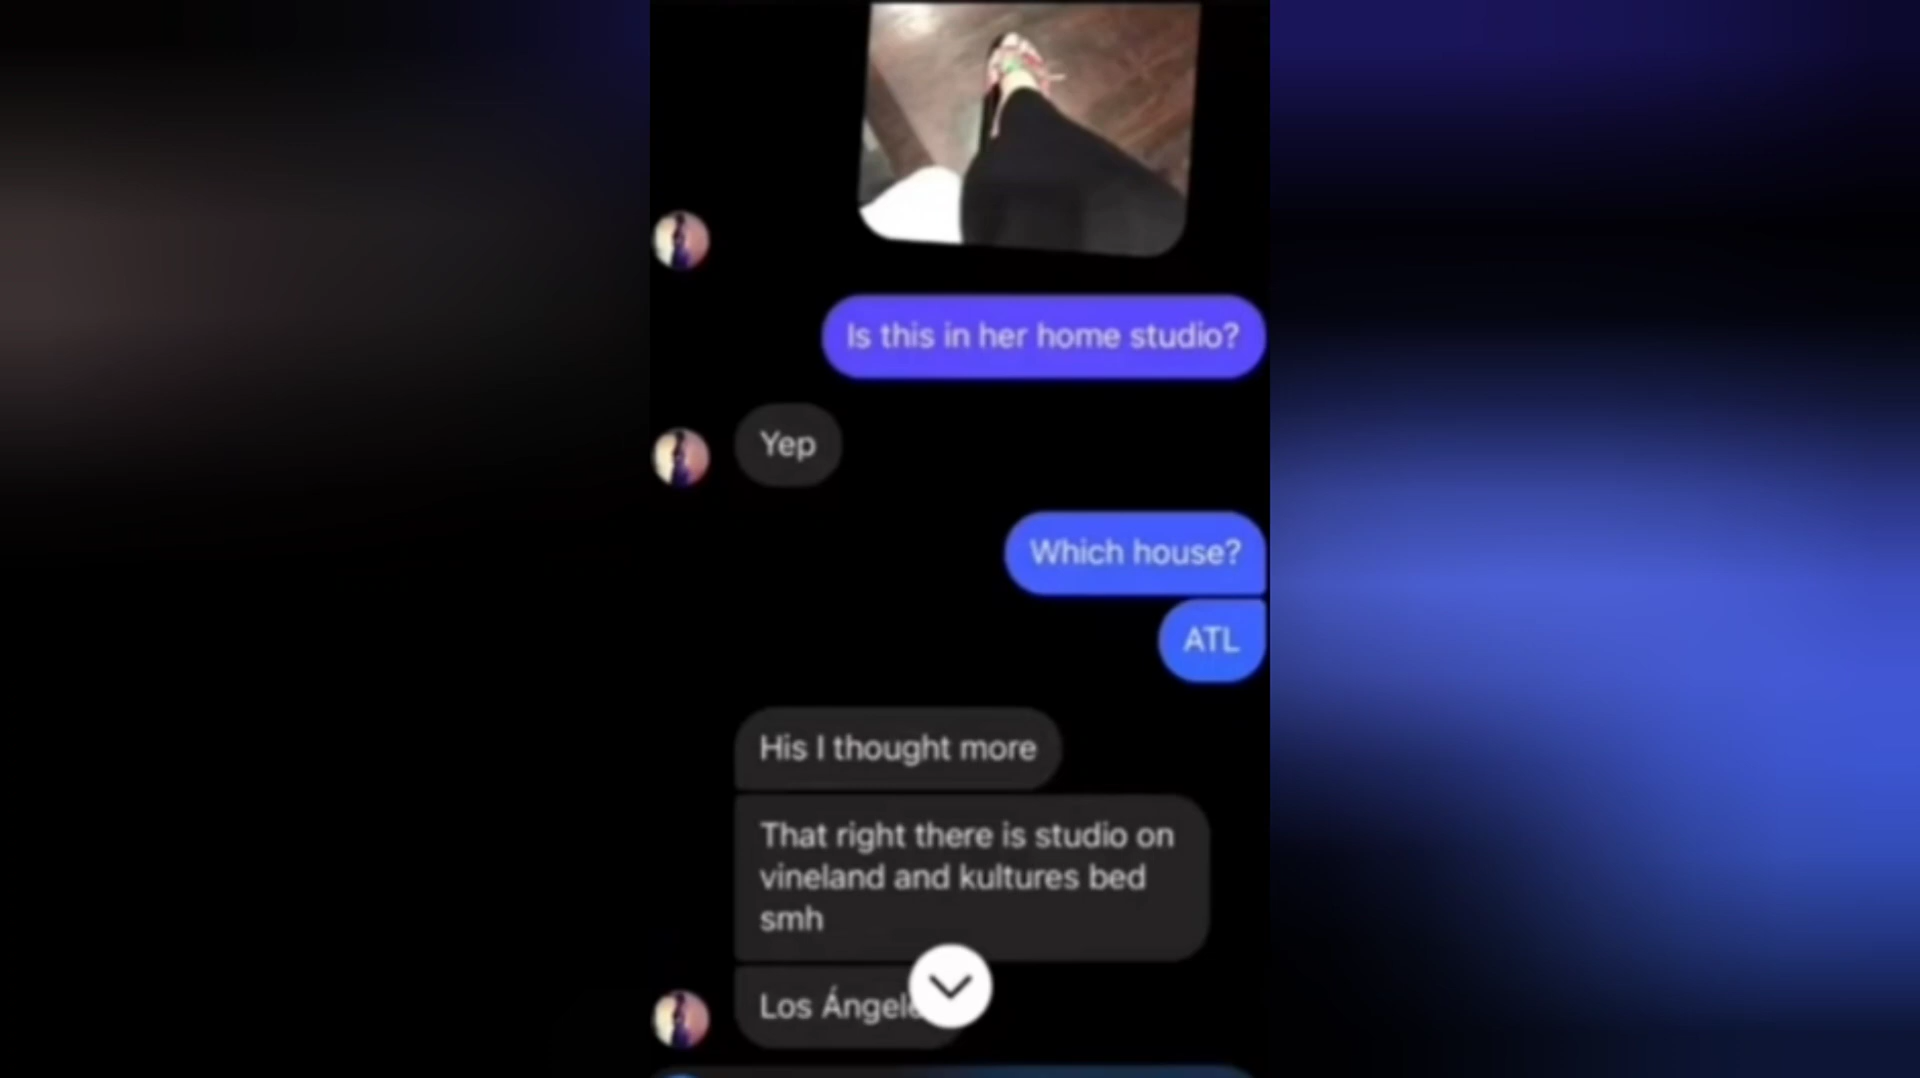 Is this in her home studio?
Yep
Which house?
ATL
His I thought more
That right there is studio on
vineland and kultures bed
smh
Los